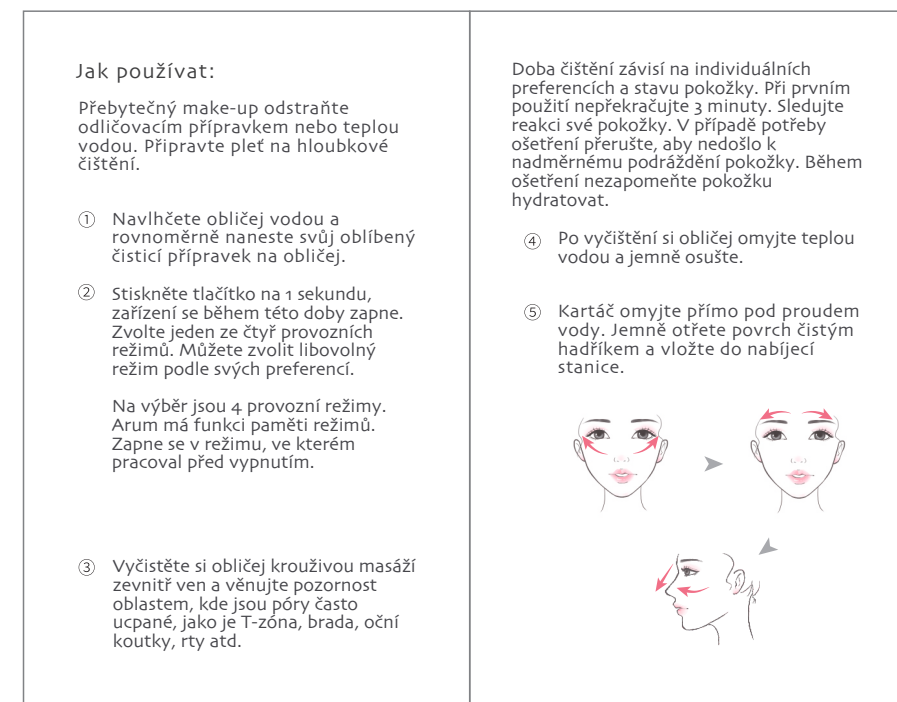 Jak používat:
Přebytečný make-up odstraňte
odličovacím přípravkem nebo teplou
vodou. Připravte pleť na hloubkové
čištění.
① Navlhčete obličej vodou a
rovnoměrně naneste svůj oblíbený
čisticí přípravek na obličej.
② Stiskněte tlačítko na 1 sekundu,
zařízení se během této doby zapne.
Zvolte jeden ze čtyř provozních
režimů. Můžete zvolit libovolný
režim podle svých preferencí.
Na výběr jsou 4 provozní režimy.
Arum má funkci paměti režimů.
Zapne se v režimu, ve kterém
pracoval před vypnutím.
③ Vyčistěte si obličej krouživou masáží
zevnitř ven a věnujte pozornost
oblastem, kde jsou póry často
ucpané, jako je T-zóna, brada, oční
koutky, rty atd.
Doba čištění závisí na individuálních
preferencích a stavu pokožky. Při prvním
použití nepřekračujte 3 minuty. Sledujte
reakci své pokožky. V případě potřeby
ošetření přerušte, aby nedošlo k
nadměrnému podráždění pokožky. Během
ošetření nezapomeňte pokožku
hydratovat.
④ Po vyčištění si obličej omyjte teplou
vodou a jemně osušte.
⑤ Kartáč omyjte přímo pod proudem
vody. Jemně otřete povrch čistým
hadříkem a vložte do nabíjecí
stanice.